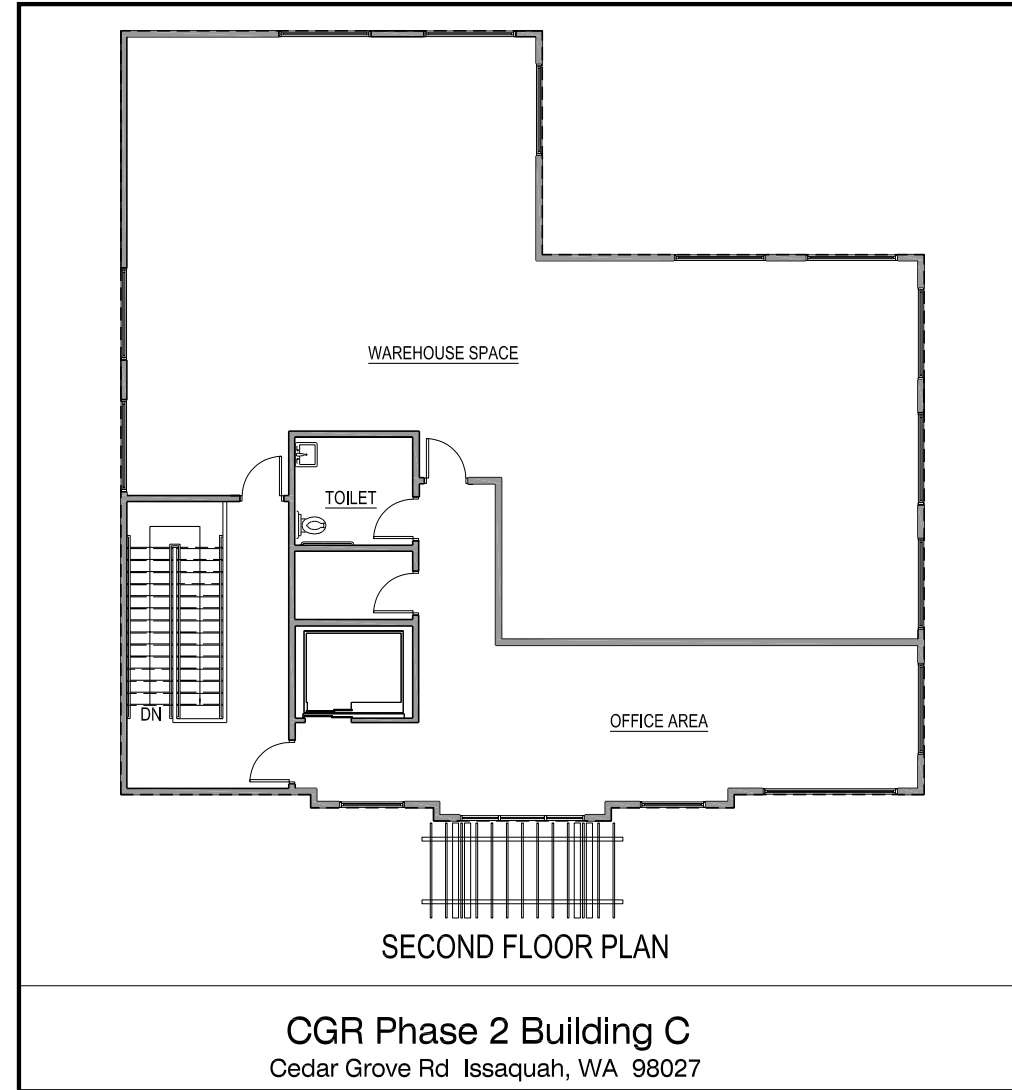 WAREHOUSE SPACE
TOILET
DN
OFFICE AREA
SECOND FLOOR PLAN
CGR Phase 2 Building C
Cedar Grove Rd Issaquah, WA 98027